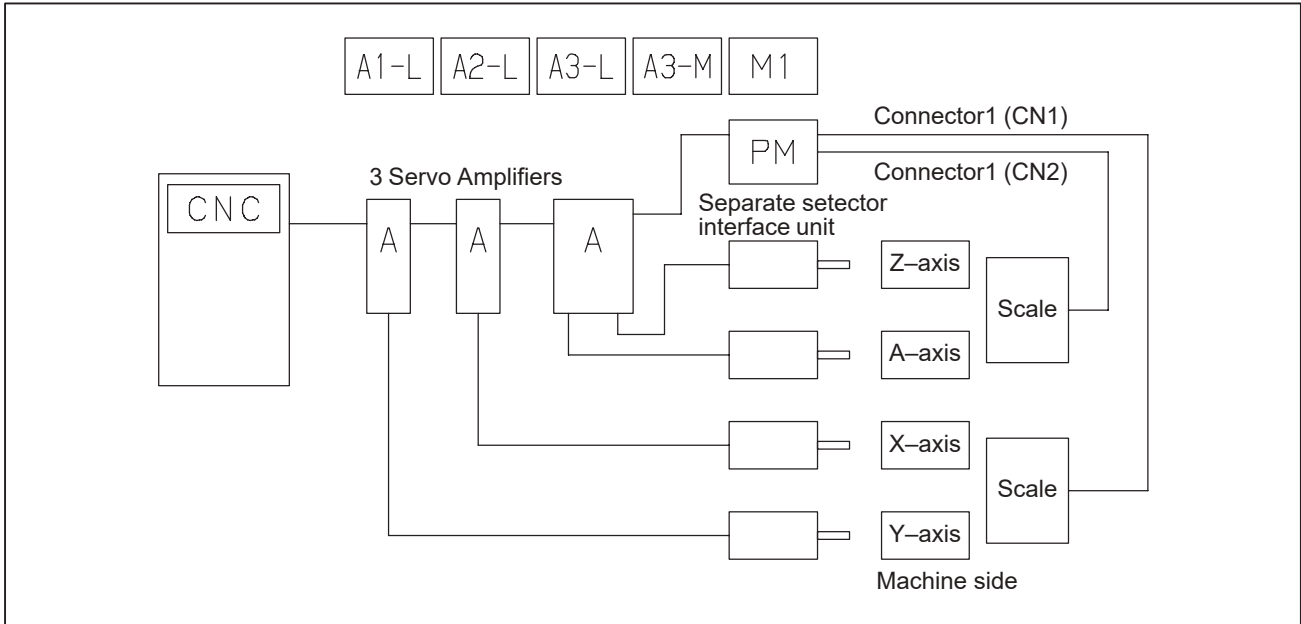 A1-L A2-L A3-L A3-M M1
Connector1 (CN1)
PM
Connector1 (CN2)
3 Servo Amplifiers
CNC
Separate setector
interface unit
A A A
Z–axis
Scale
A–axis
X–axis
Scale
Y–axis
Machine side